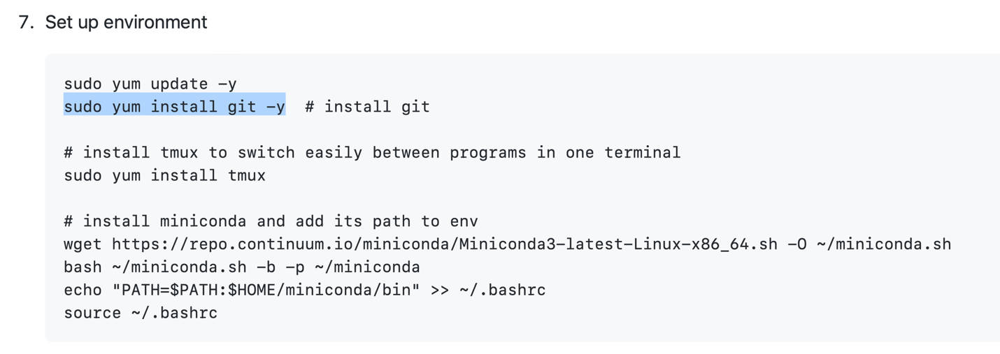 7. Set up environment
sudo yum update -y
sudo yum install git -y  # install git
# install tmux to switch easily between programs in one terminal
sudo yum install tmux
# install miniconda and add its path to env
wget https://repo.continuum.io/miniconda/Miniconda3-latest-Linux-x86_64.sh -O ~/miniconda.sh
bash ~/miniconda.sh -b -p ~/miniconda
echo "PATH=$PATH:$HOME/miniconda/bin" >> ~/.bashrc
source ~/.bashrc